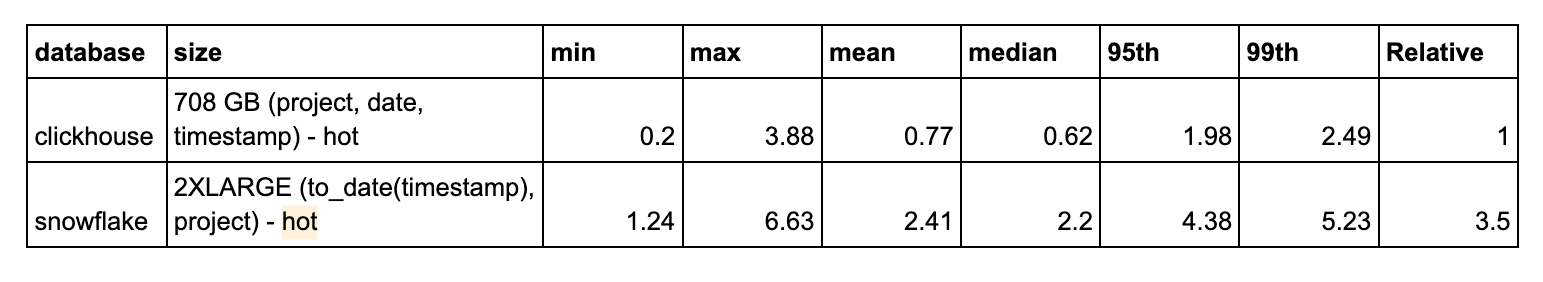 database size min max mean median 95th 99th Relative
708 GB (project, date,
clickhouse timestamp) - hot 0.2 3.88 0.77 0.62 1.98 2.49 1
2XLARGE (to_date(timestamp),
snowflake project) - hot 1.24 6.63 2.41 2.2 4.38 5.23 3.5